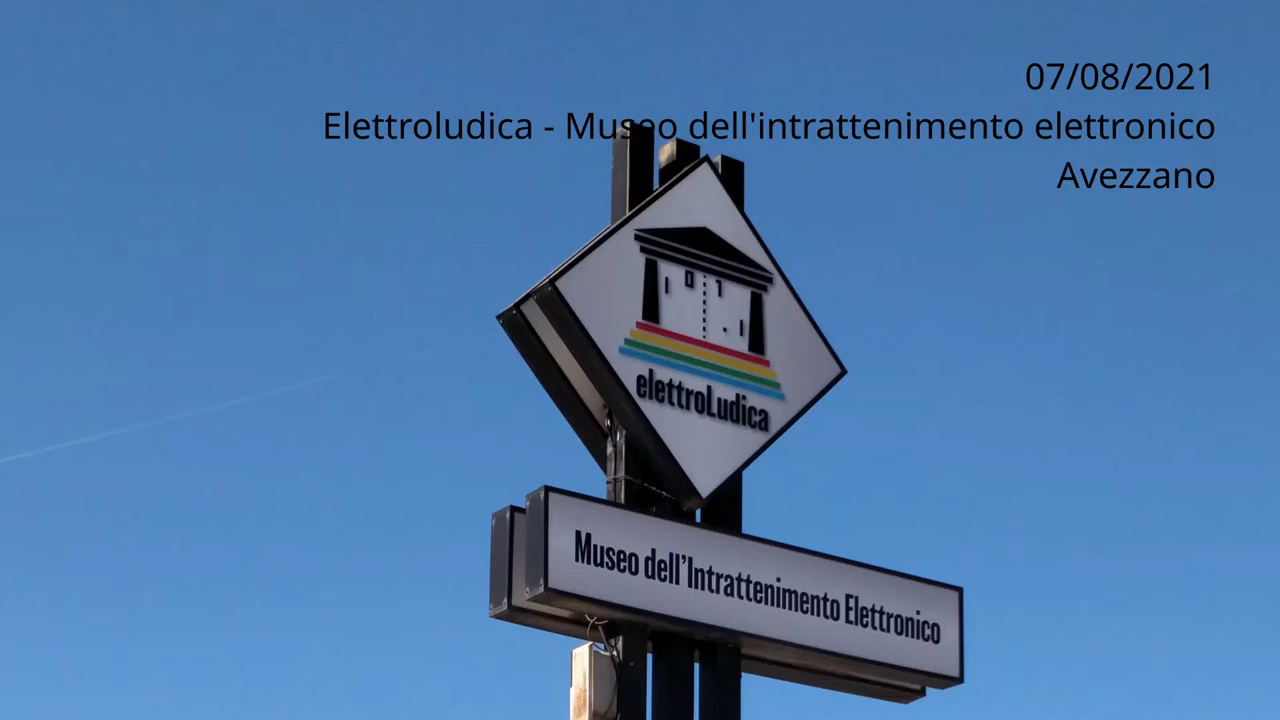 07/08/2021
Elettroludica - Museo dell'intrattenimento elettronico
Avezzano
elettroLudica
Museo dell'Intrattenimento Elettronico